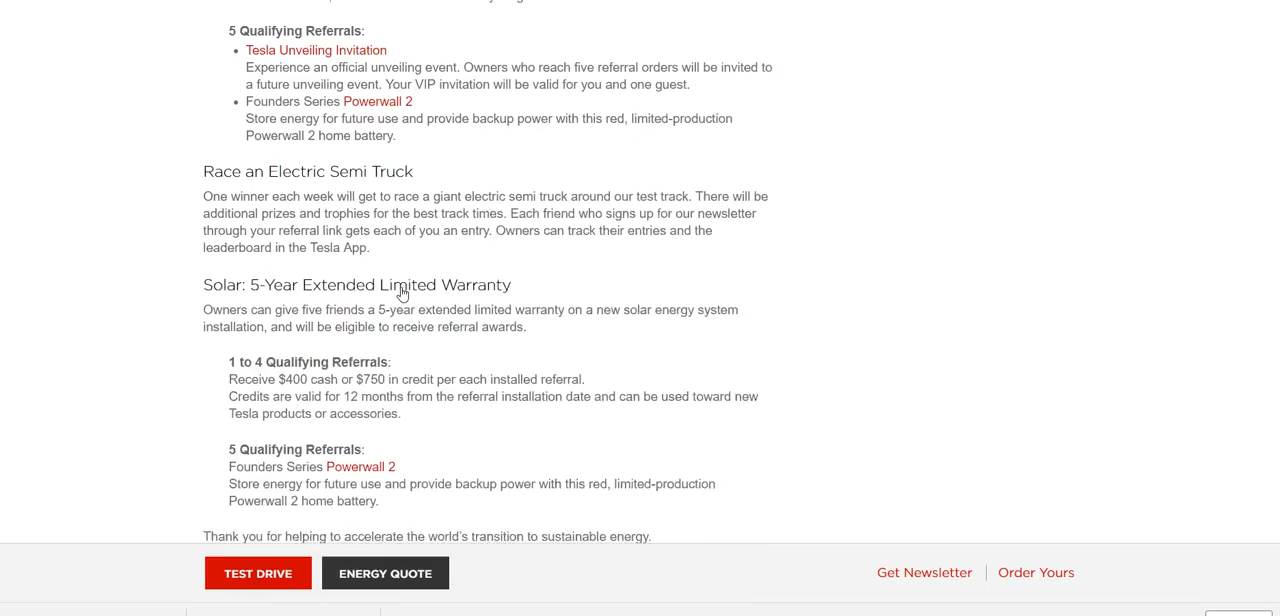 5 Qualifying Referrals:
• Tesla Unveiling Invitation
Experience an official unveiling event. Owners who reach five referral orders will be invited to
a future unveiling event. Your VIP invitation will be valid for you and one guest.
• Founders Series Powerwall 2
Store energy for future use and provide backup power with this red, limited-production
Powerwall 2 home battery.
Race an Electric Semi Truck
One winner each week will get to race a giant electric semi truck around our test track. There will be
additional prizes and trophies for the best track times. Each friend who signs up for our newsletter
through your referral link gets each of you an entry. Owners can track their entries and the
leaderboard in the Tesla App.
Solar: 5-Year Extended Limited Warranty
Owners can give five friends a 5-year extended limited warranty on a new solar energy system
installation, and will be eligible to receive referral awards.
1 to 4 Qualifying Referrals:
Receive $400 cash or $750 in credit per each installed referral.
Credits are valid for 12 months from the referral installation date and can be used toward new
Tesla products or accessories.
5 Qualifying Referrals:
Founders Series Powerwall 2
Store energy for future use and provide backup power with this red, limited-production
Powerwall 2 home battery.
Thank you for helping to accelerate the world's transition to sustainable energy.
TEST DRIVE ENERGY QUOTE Get Newsletter Order Yours